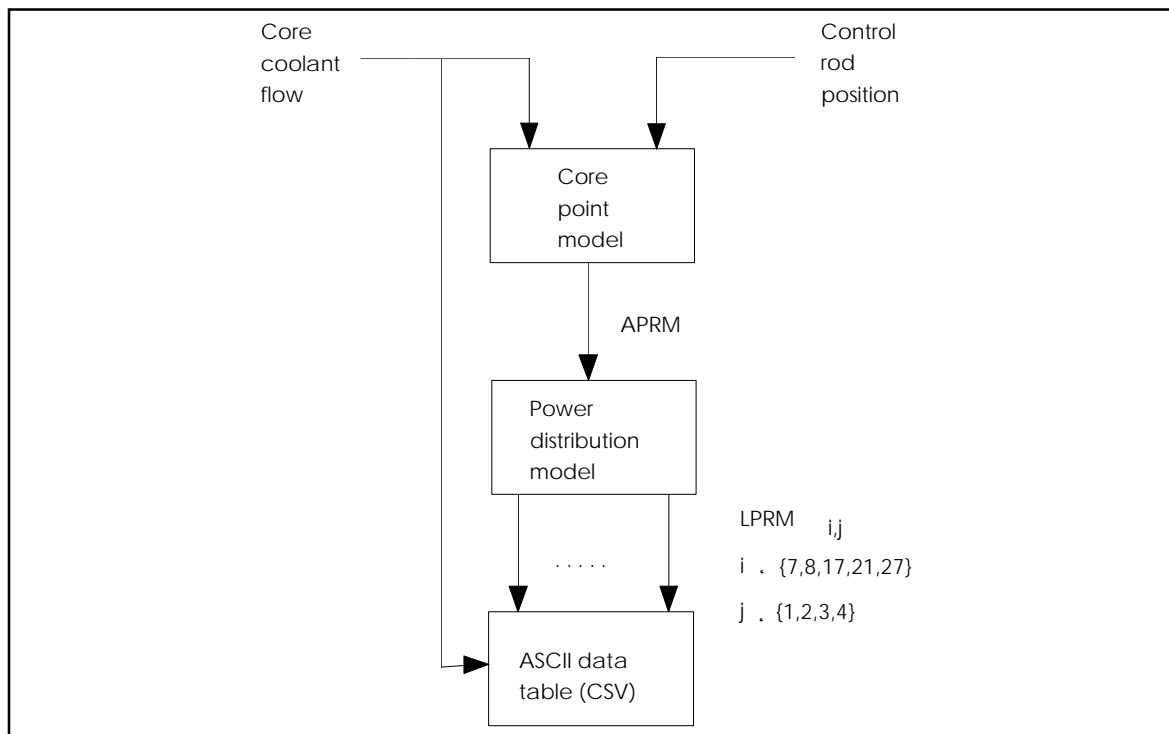 Core
coolant
flow
Control
rod
position
Core
point
model
APRM
Power
distribution
model
LPRM i,j
.....
i ˛ {7,8,17,21,27}
j ˛ {1,2,3,4}
ASCII data
table (CSV)